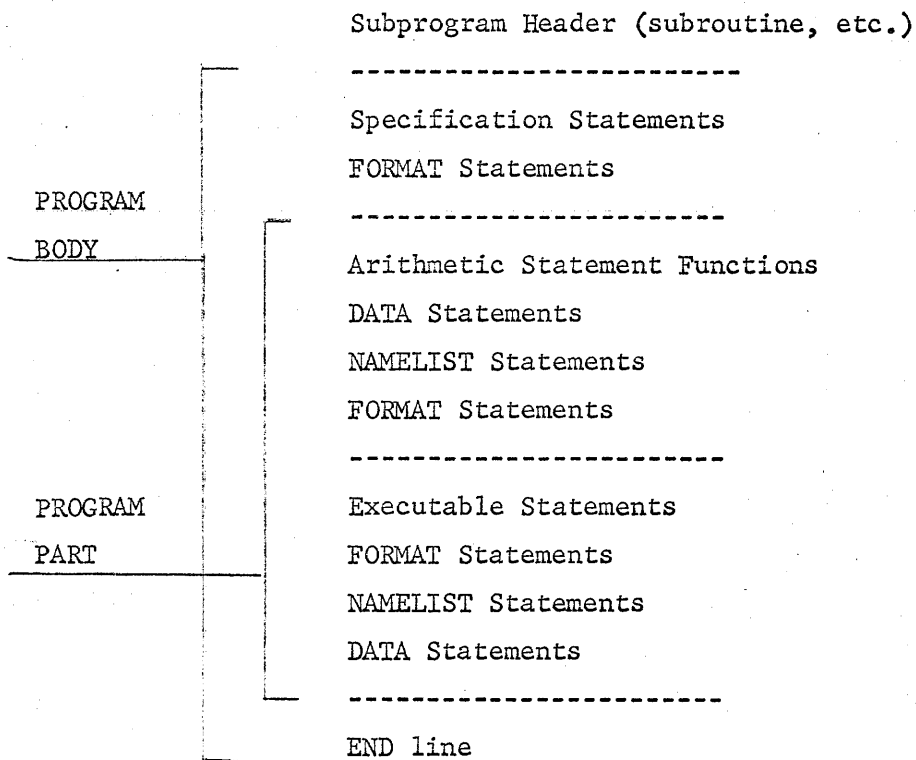 Subprogram Header (subroutine, etc.)
-------------------------
Specification Statements
FORMAT Statements
PROGRAM
------------------------
BODY
Arithmetic Statement Functions
DATA Statements
NAMELIST Statements
FORMAT Statements
------------------------
PROGRAM
Executable Statements
PART
FORMAT Statements
NAMELIST Statements
DATA Statements
------------------------
END line